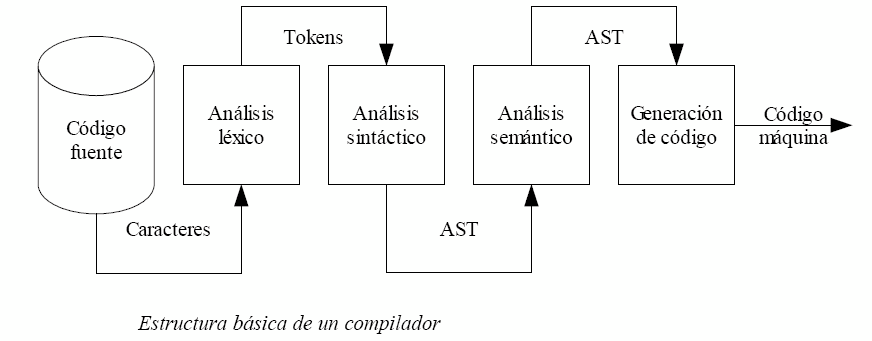 Código
fuente
Caracteres
Análisis
léxico
Tokens
Análisis
sintáctico
AST
Análisis
semántico
AST
Generación
de código
Código
máquina
Estructura básica de un compilador